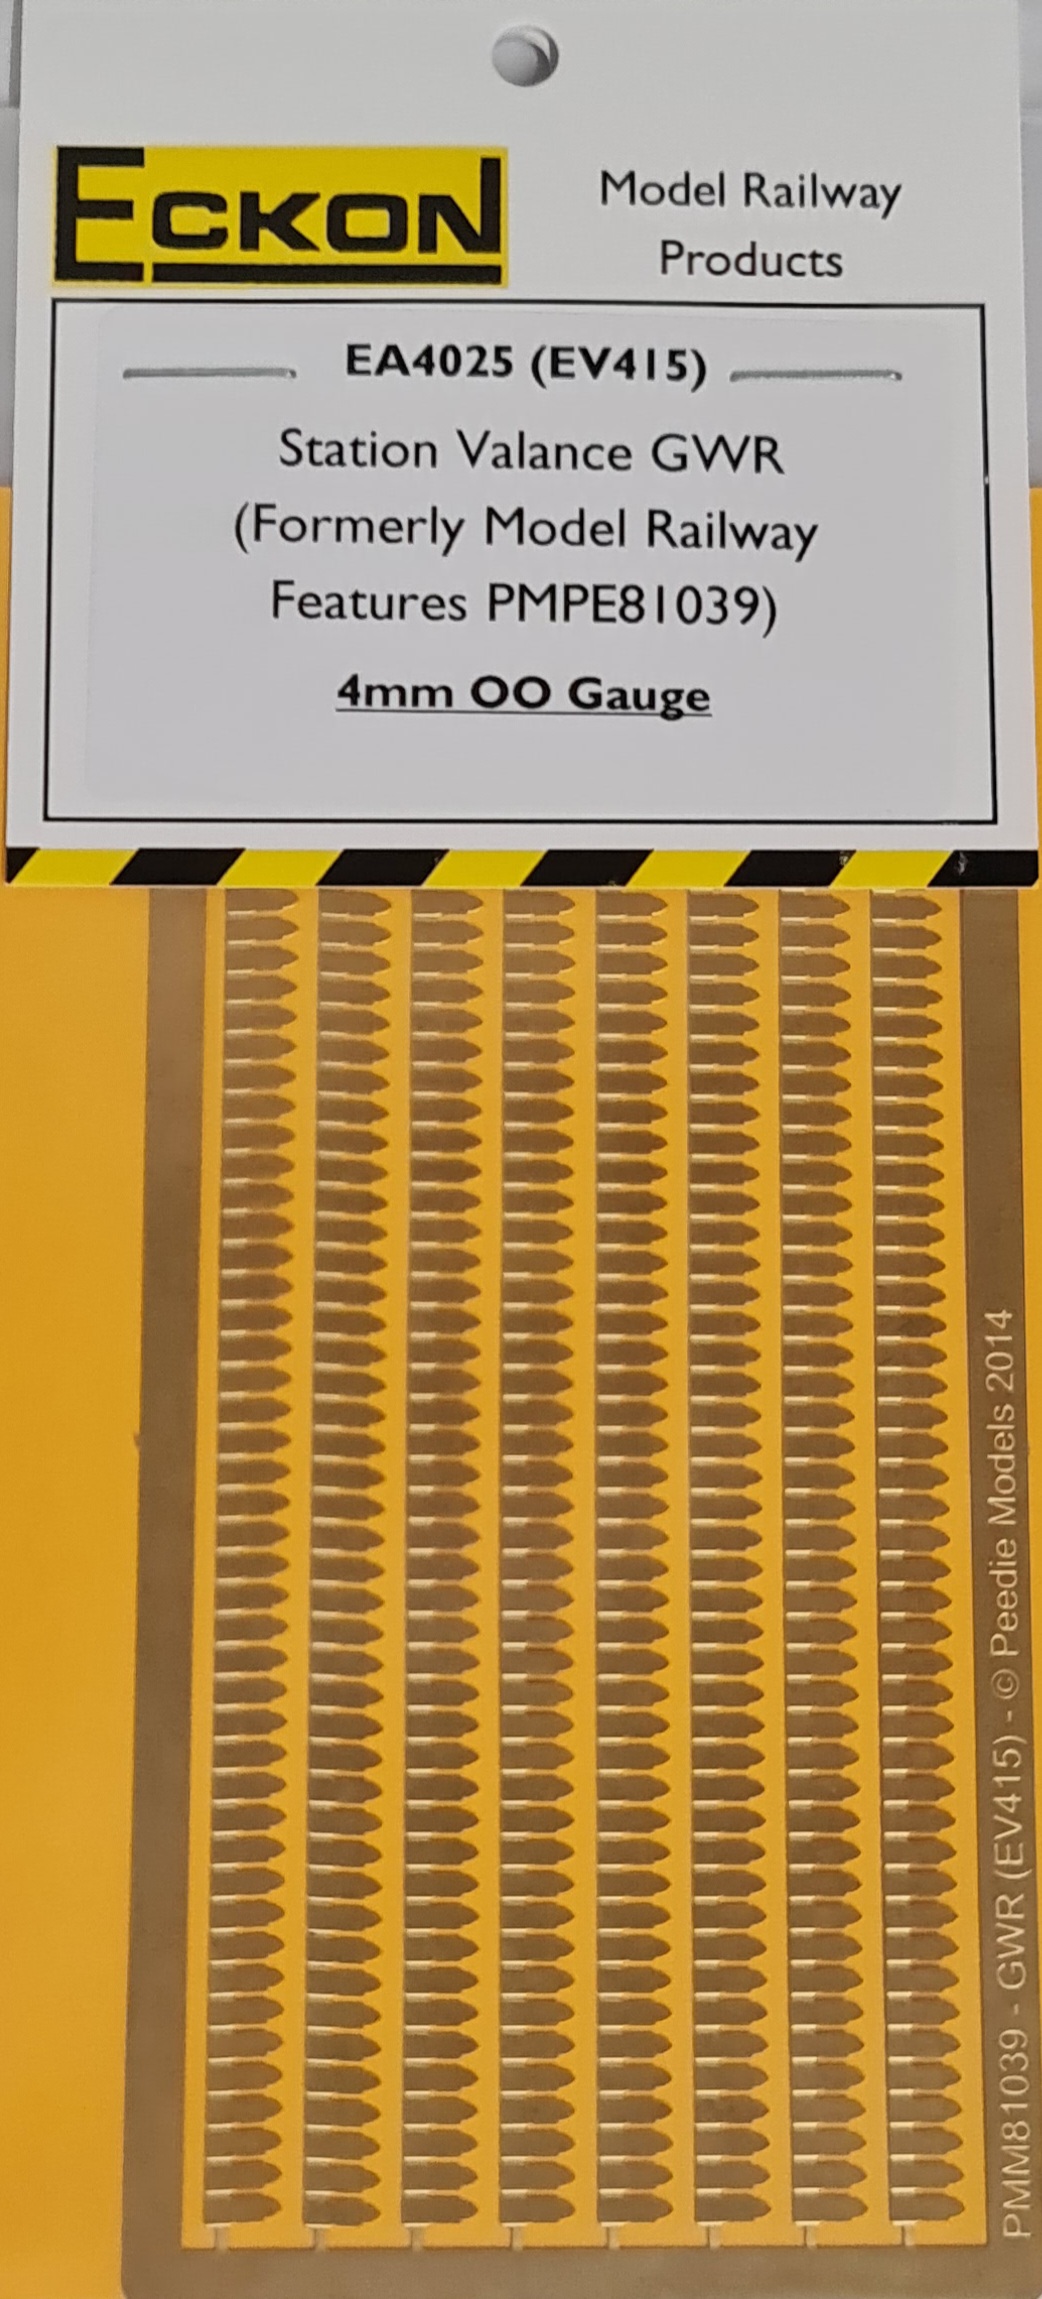 ECKON
Model Railway
Products
EA4025 (EV415)
Station Valance GWR
(Formerly Model Railway
Features PMPE81039)
4mm OO Gauge
PMM81039 - GWR (EV415) - © Peedie Models 2014